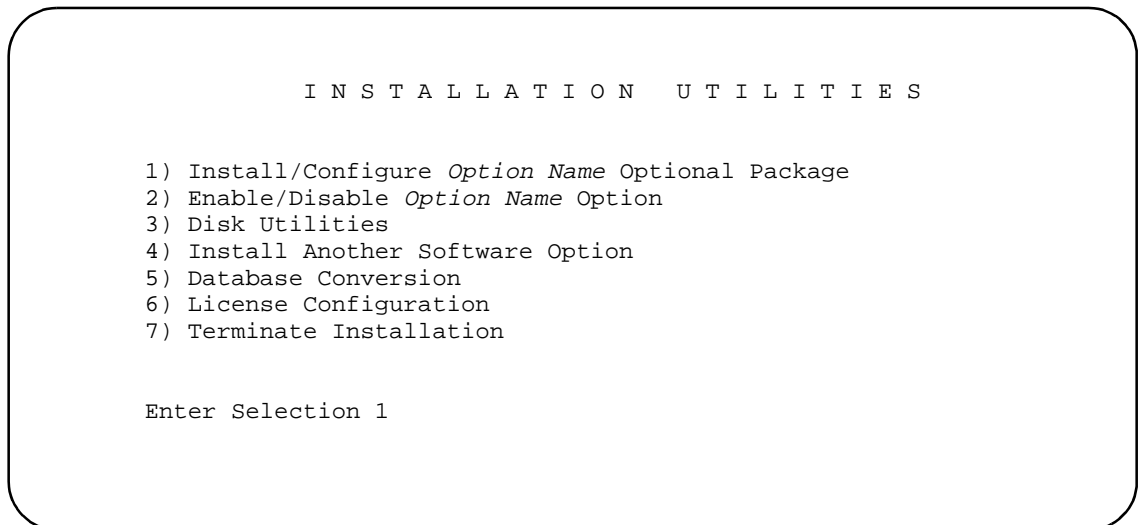 I N S T A L L A T I O N   U T I L I T I E S
1) Install/Configure Option Name Optional Package
2) Enable/Disable Option Name Option
3) Disk Utilities
4) Install Another Software Option
5) Database Conversion
6) License Configuration
7) Terminate Installation
Enter Selection 1